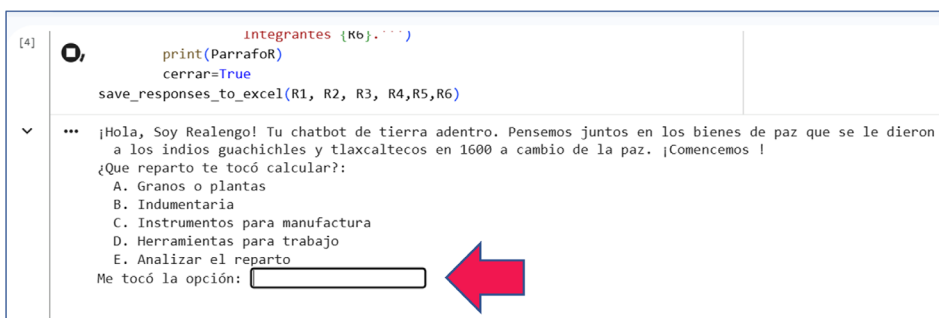 [4]
Integrantes {R6}.''')
print(ParrafoR)
cerrar=True
save_responses_to_excel(R1, R2, R3, R4,R5,R6)
¡Hola, Soy Realengo! Tu chatbot de tierra adentro. Pensemos juntos en los bienes de paz que se le dieron
a los indios guachichles y tlaxcaltecos en 1600 a cambio de la paz. ¡Comencemos !
¿Que reparto te tocó calcular?:
A. Granos o plantas
B. Indumentaria
C. Instrumentos para manufactura
D. Herramientas para trabajo
E. Analizar el reparto
Me tocó la opción: